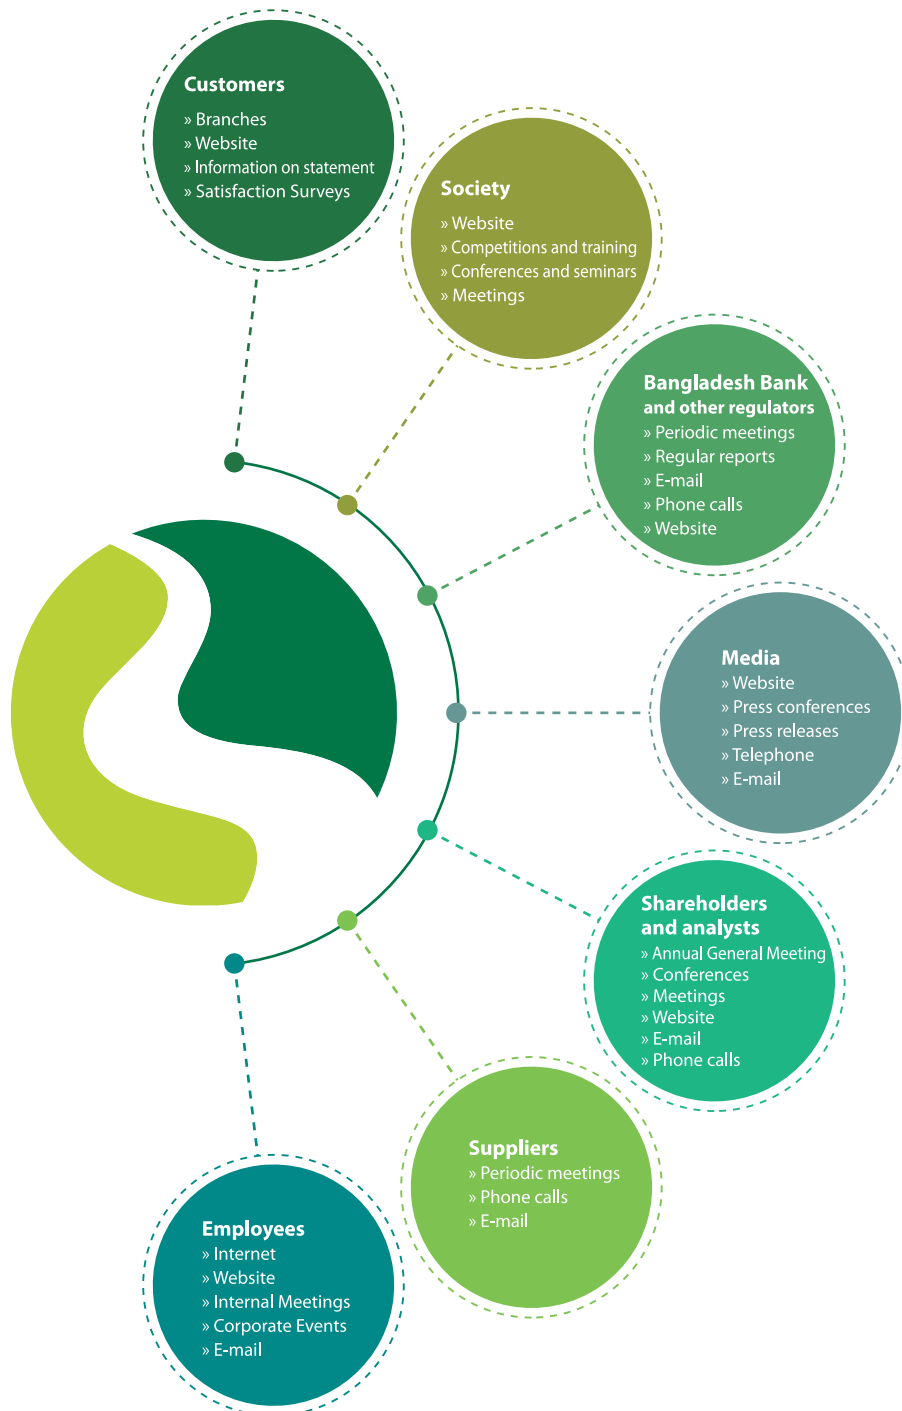 Customers
» Branches
» Website
» Information on statement
» Satisfaction Surveys
Society
» Website
» Competitions and training
» Conferences and seminars
» Meetings
Bangladesh Bank
and other regulators
» Periodic meetings
» Regular reports
» E-mail
» Phone calls
» Website
Media
» Website
» Press conferences
» Press releases
» Telephone
» E-mail
Shareholders
and analysts
» Annual General Meeting
» Conferences
» Meetings
» Website
» E-mail
» Phone calls
Suppliers
» Periodic meetings
» Phone calls
» E-mail
Employees
» Internet
» Website
» Internal Meetings
» Corporate Events
» E-mail